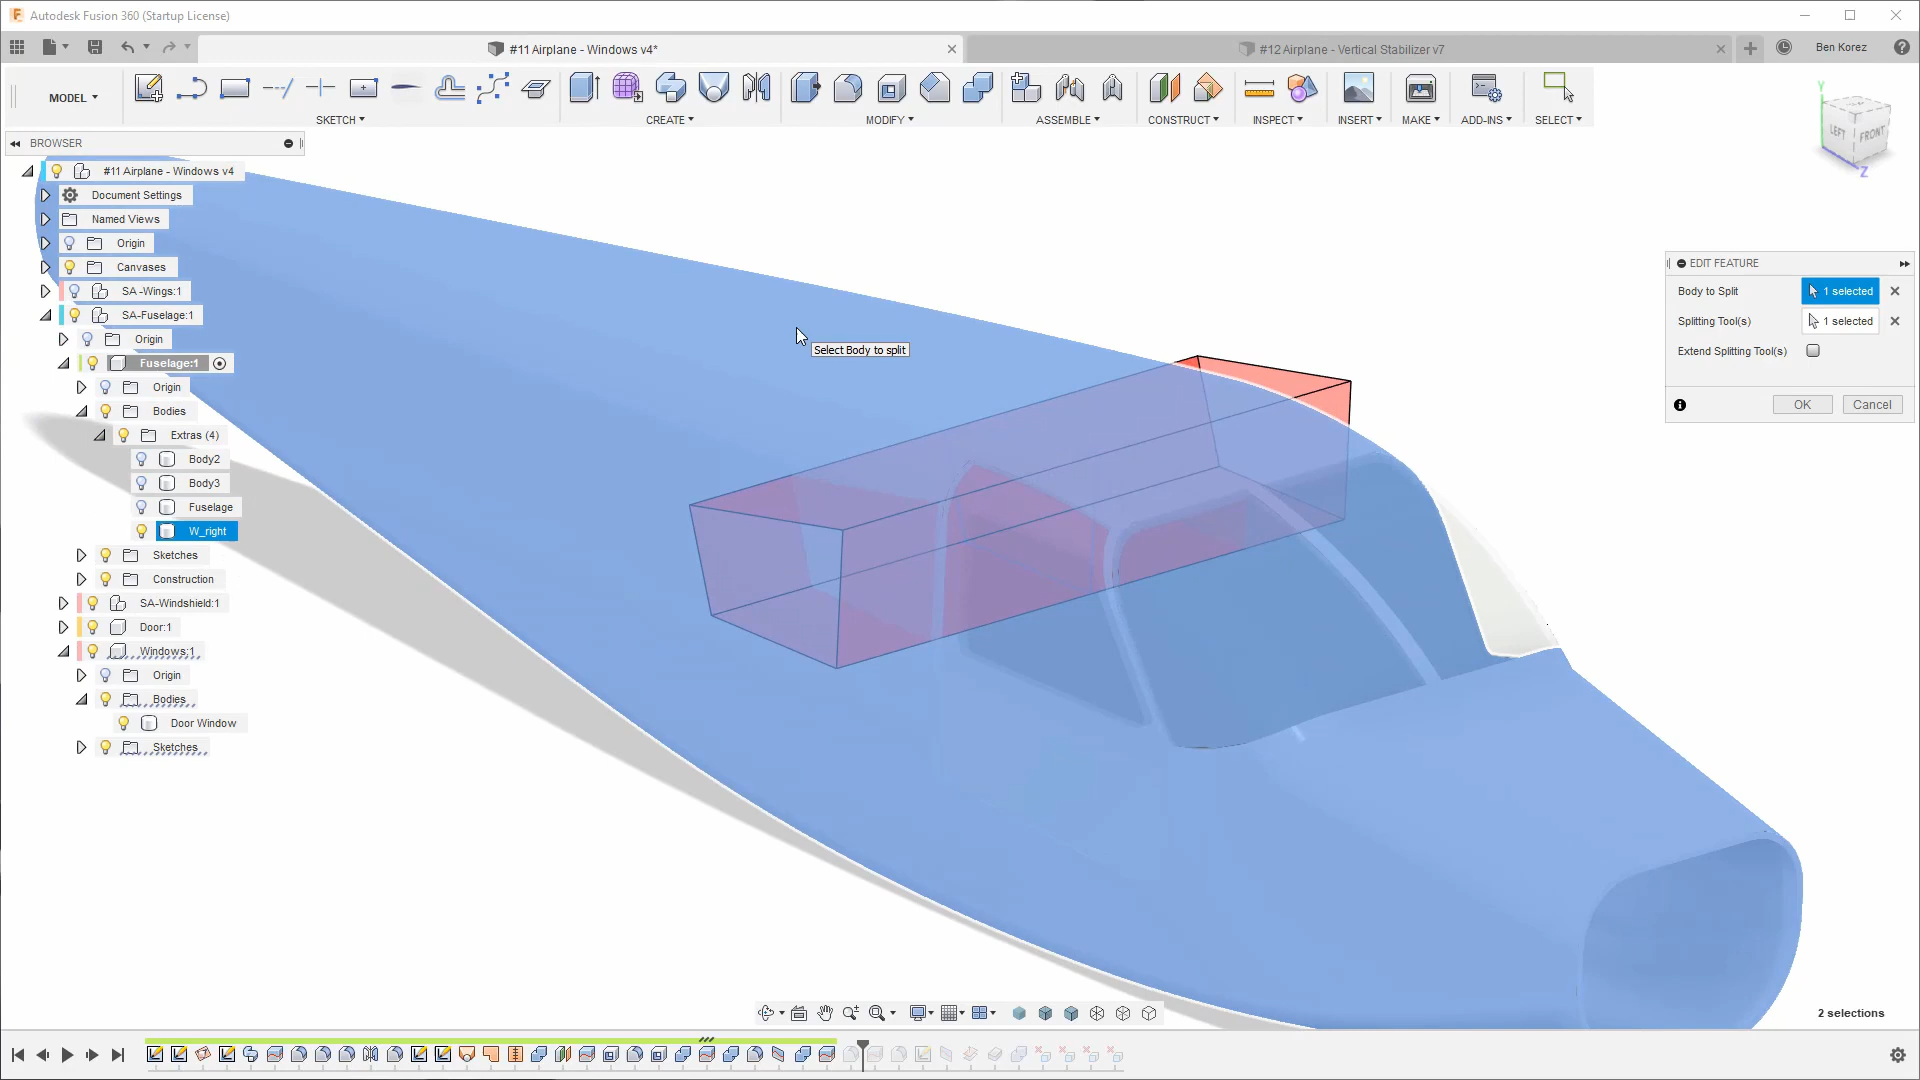 Autodesk Fusion 360 (Startup License)
#11 Airplane - Windows v4*
#12 Airplane - Vertical Stabilizer v7
Ben Korez
MODEL
SKETCH
CREATE
MODIFY
ASSEMBLE
CONSTRUCT
INSPECT
INSERT
MAKE
ADD-INS
SELECT
BROWSER
#11 Airplane - Windows v4
Document Settings
Named Views
Origin
Canvases
SA -Wings:1
SA-Fuselage:1
Origin
Fuselage:1
Origin
Bodies
Extras (4)
Body2
Body3
Fuselage
W_right
Sketches
Construction
SA-Windshield:1
Door:1
Windows:1
Origin
Bodies
Door Window
Sketches
Select Body to split
Y
LEFT
FRONT
Z
EDIT FEATURE
Body to Split
1 selected
Splitting Tool(s)
1 selected
Extend Splitting Tool(s)
OK
Cancel
2 selections